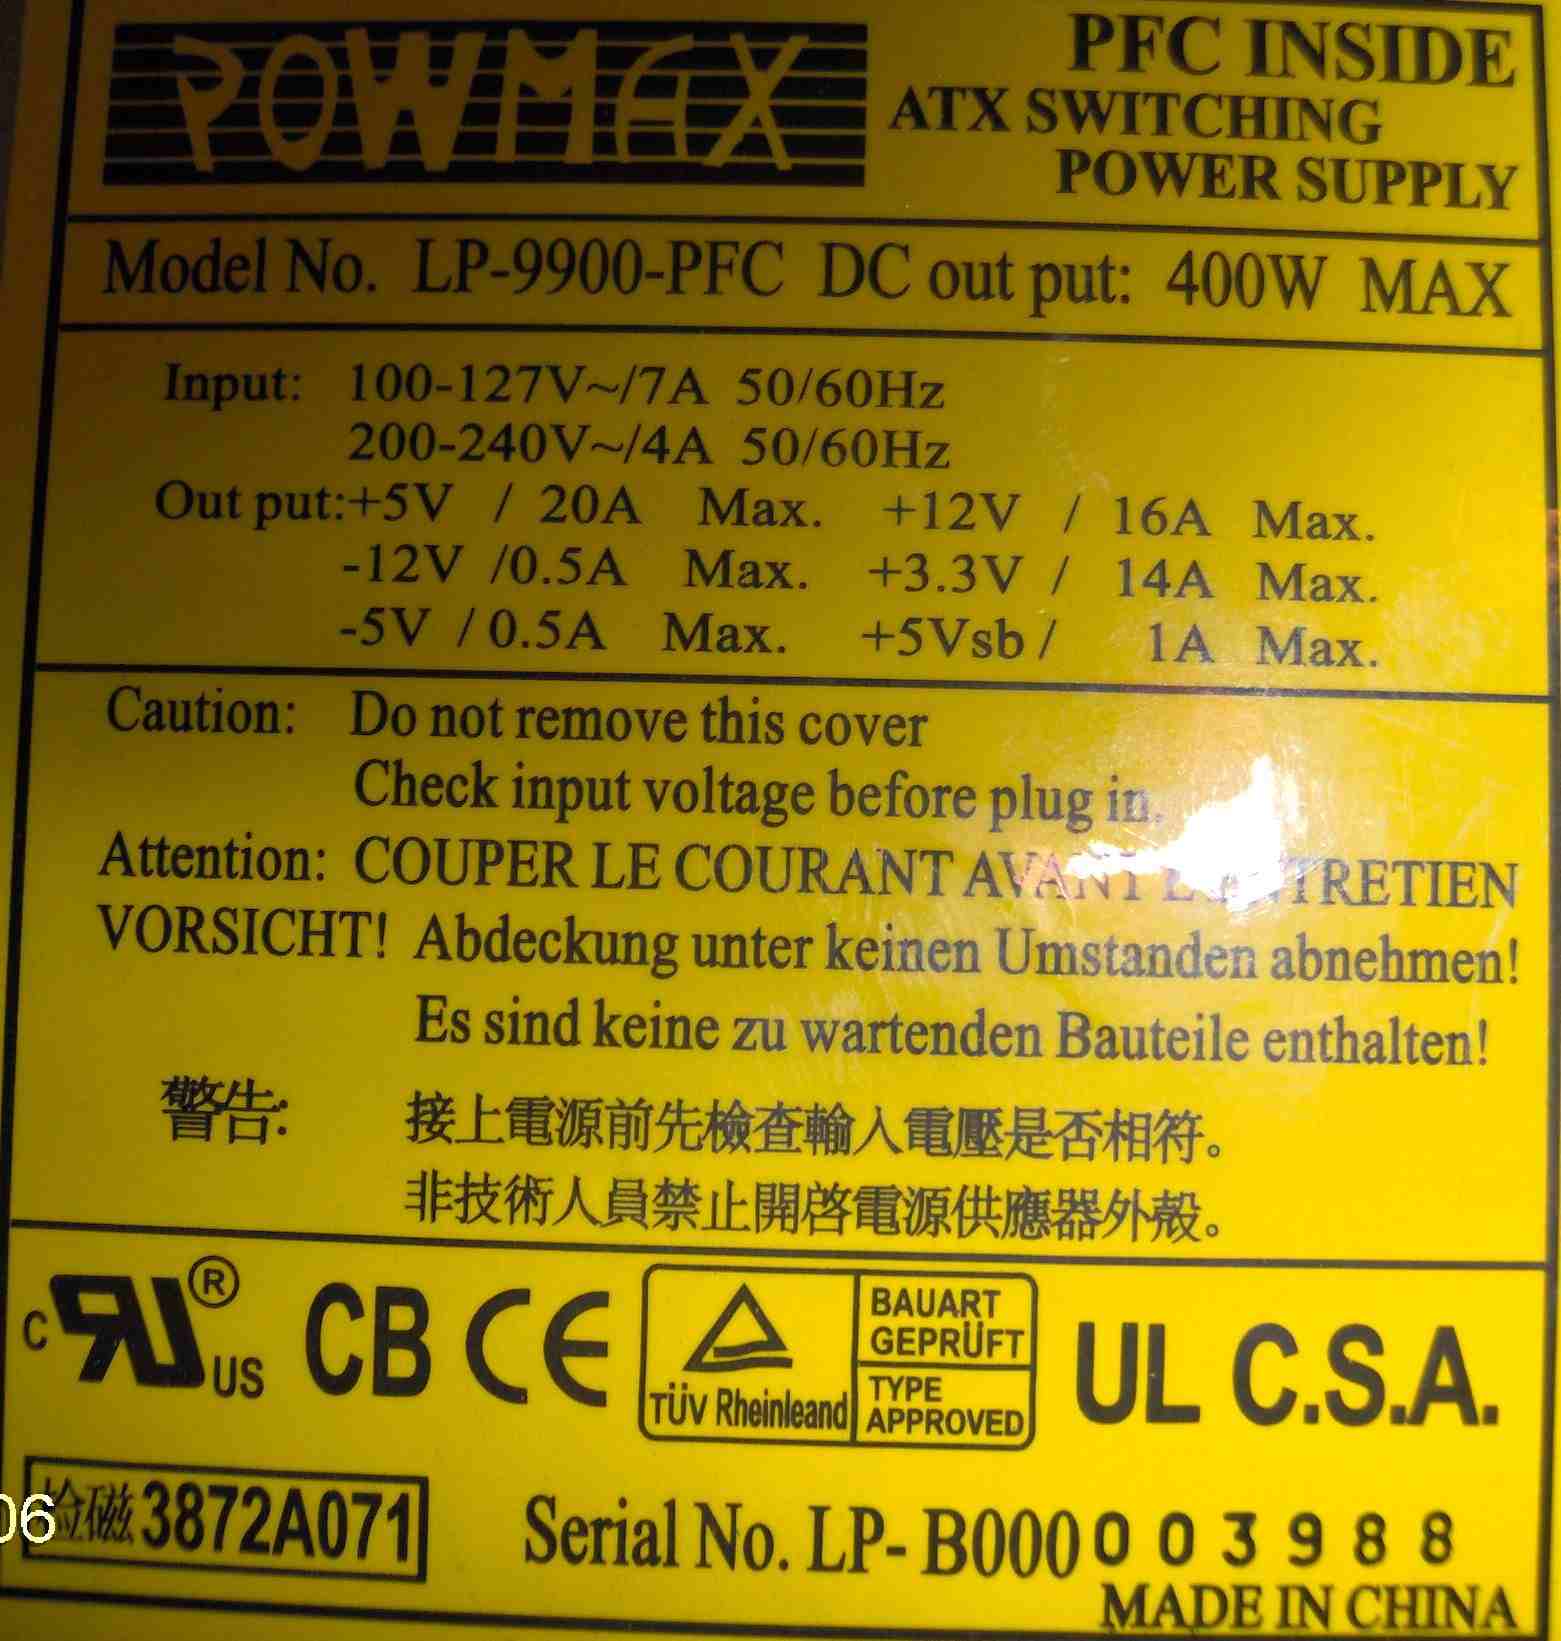 POWMAX
PFC INSIDE
ATX SWITCHING
POWER SUPPLY
Model No. LP-9900-PFC DC out put: 400W MAX
Input: 100-127V~/7A 50/60Hz
200-240V~/4A 50/60Hz
Out put:+5V / 20A Max. +12V / 16A Max.
-12V /0.5A Max. +3.3V / 14A Max.
-5V / 0.5A Max. +5Vsb / 1A Max.
Caution: Do not remove this cover
Check input voltage before plug in.
Attention: COUPER LE COURANT AVANT L'ENTRETIEN
VORSICHT! Abdeckung unter keinen Umstanden abnehmen!
Es sind keine zu wartenden Bauteile enthalten!
警告: 接上電源前先檢查輸入電壓是否相符。
非技術人員禁止開啓電源供應器外殼。
C RU ® US CB CE TÜV Rheinleand BAUART GEPRÜFT TYPE APPROVED UL C.S.A.
06
检磁 3872A071
Serial No. LP- B000 003988
MADE IN CHINA